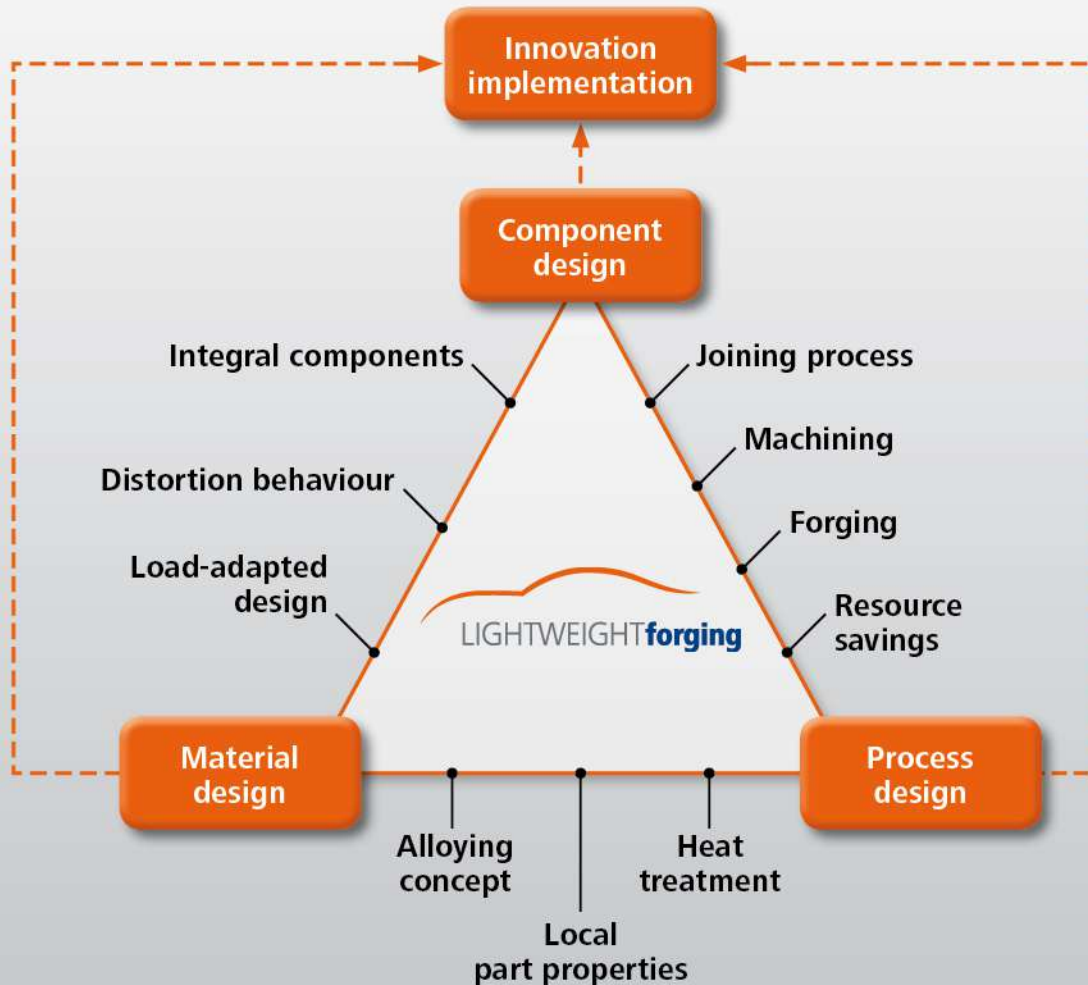 Innovation
implementation
Component
design
Integral components
Joining process
Machining
Distortion behaviour
Forging
Load-adapted
design
Resource
savings
LIGHTWEIGHTforging
Material
design
Process
design
Alloying
concept
Heat
treatment
Local
part properties